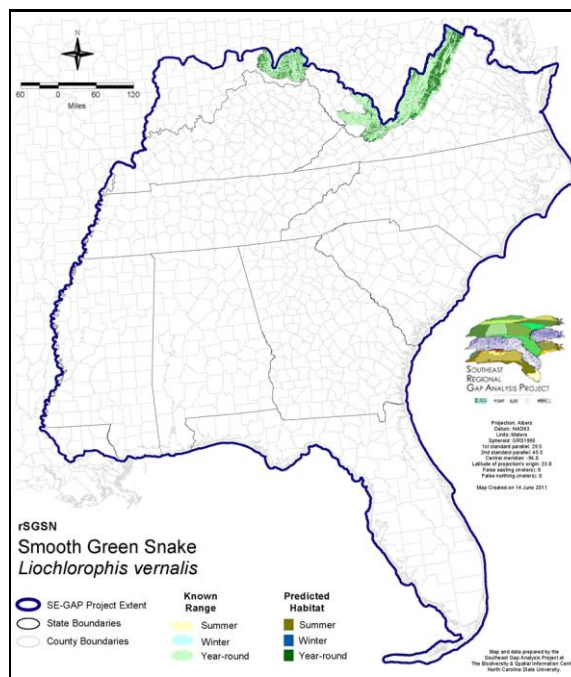 N
60 0 60 120
Miles
SOUTHEAST
REGIONAL
GAP ANALYSIS PROJECT
Projection: Albers
Datum: NAD83
Units: Meters
Spheroid: GRS1980
1st standard parallel: 29.5
2nd standard parallel: 45.5
Central meridian: -96.0
Latitude of projection's origin: 23.0
False easting (meters): 0
False northing (meters): 0
Map Created on 14 June 2011
rSGSN
Smooth Green Snake
Liochlorophis vernalis
SE-GAP Project Extent
State Boundaries
County Boundaries
Known
Range
Summer
Winter
Year-round
Predicted
Habitat
Summer
Winter
Year-round
Map and data prepared by the
Southeast Gap Analysis Project at
The Biodiversity & Spatial Information Cent
North Carolina State University.